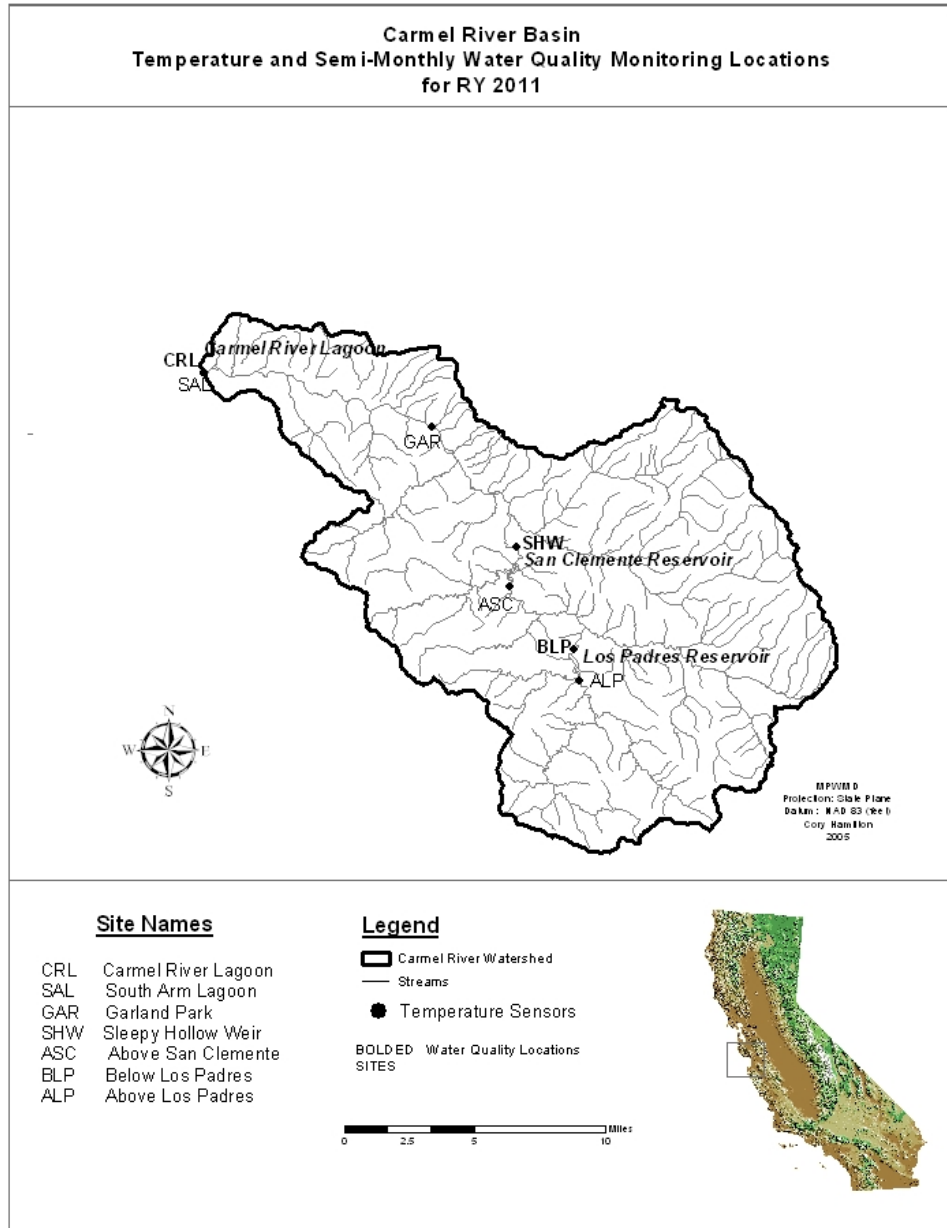 Carmel River Basin
Temperature and Semi-Monthly Water Quality Monitoring Locations
for RY 2011
Carmel River Lagoon
CRL
SAL
GAR
SHW
San Clemente Reservoir
ASC
BLP
Los Padres Reservoir
ALP
N
W E
S
MPWMD
Projection: State Plane
Datum: NAD 83 (feet)
Cory Hamilton
2005
Site Names
CRL Carmel River Lagoon
SAL South Arm Lagoon
GAR Garland Park
SHW Sleepy Hollow Weir
ASC Above San Clemente
BLP Below Los Padres
ALP Above Los Padres
Legend
Carmel River Watershed
Streams
Temperature Sensors
BOLDED Water Quality Locations
SITES
Miles
0 2.5 5 10